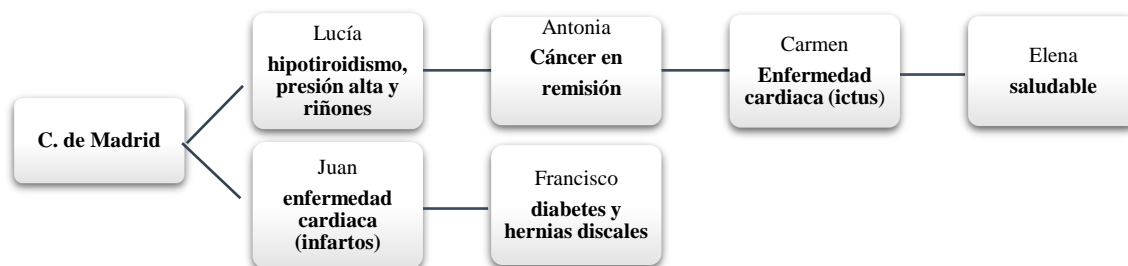 C. de Madrid
Lucía
hipotiroidismo,
presión alta y
riñones
Antonia
Cáncer en
remisión
Carmen
Enfermedad
cardiaca (ictus)
Elena
saludable
Juan
enfermedad
cardiaca
(infartos)
Francisco
diabetes y
hernias discales